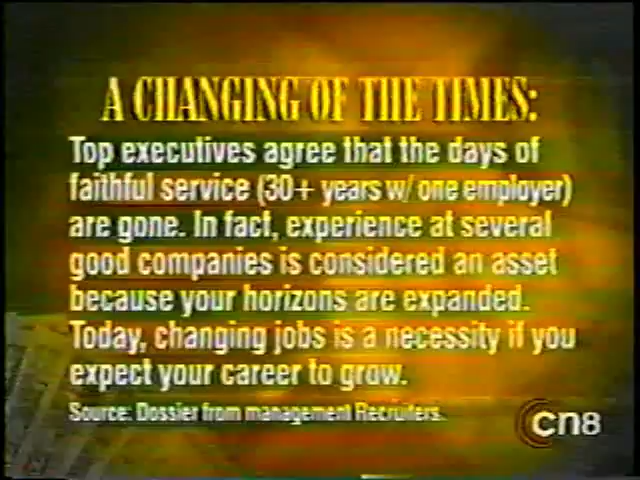 A CHANGING OF THE TIMES:
Top executives agree that the days of
faithful service (30+ years w/ one employer)
are gone. In fact, experience at several
good companies is considered an asset
because your horizons are expanded.
Today, changing jobs is a necessity if you
expect your career to grow.
Source: Dossier from management Recruiters.
cn8